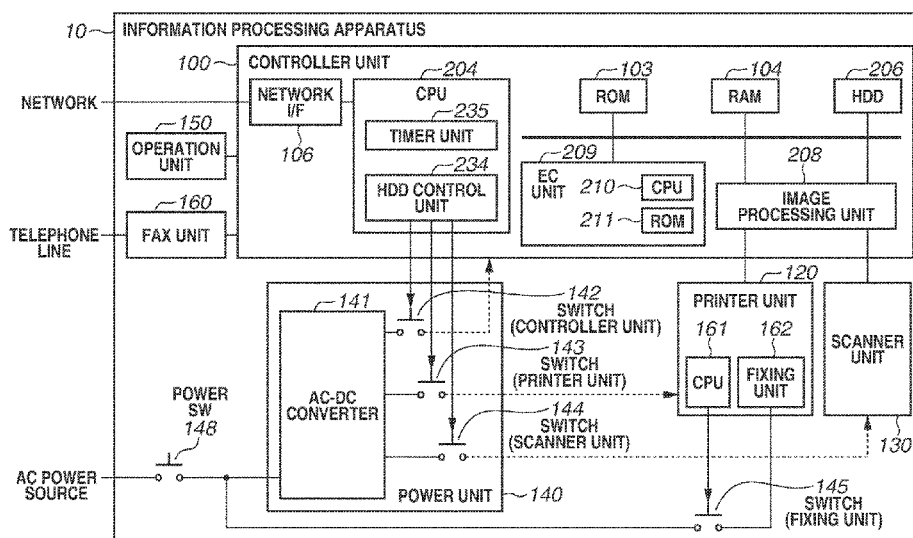 10 INFORMATION PROCESSING APPARATUS
100 CONTROLLER UNIT
204
CPU
103
ROM
104
RAM
206
HDD
NETWORK
NETWORK
I/F
106
235
TIMER UNIT
150
OPERATION
UNIT
234
HDD CONTROL
UNIT
209
EC
UNIT
210 CPU
211 ROM
208
IMAGE
PROCESSING UNIT
160
FAX UNIT
TELEPHONE
LINE
141
AC-DC
CONVERTER
142
SWITCH
(CONTROLLER UNIT)
143
SWITCH
(PRINTER UNIT)
144
SWITCH
(SCANNER UNIT)
120
PRINTER UNIT
161
CPU
162
FIXING
UNIT
SCANNER
UNIT
130
POWER
SW
148
AC POWER
SOURCE
POWER UNIT
140
145
SWITCH
(FIXING UNIT)